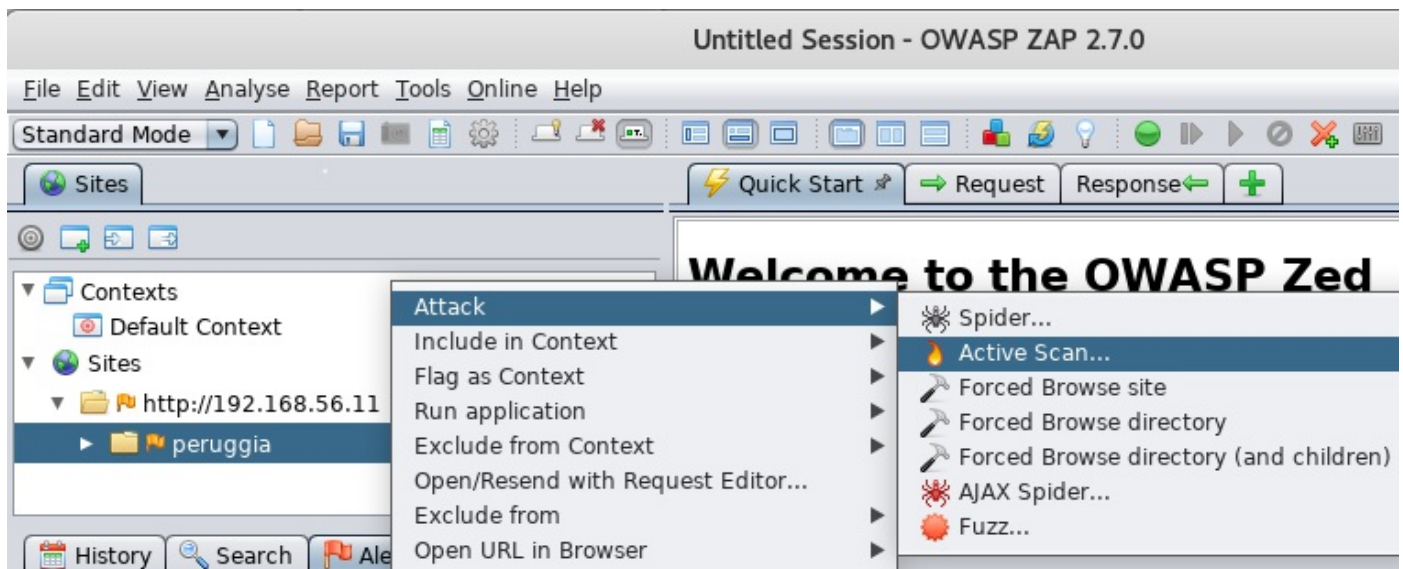 Untitled Session - OWASP ZAP 2.7.0
File Edit View Analyse Report Tools Online Help
Standard Mode
Sites
Quick Start
Request
Response
Welcome to the OWASP Zed
Contexts
Default Context
Sites
http://192.168.56.11
peruggia
Attack
Include in Context
Flag as Context
Run application
Exclude from Context
Open/Resend with Request Editor...
Exclude from
Open URL in Browser
Spider...
Active Scan...
Forced Browse site
Forced Browse directory
Forced Browse directory (and children)
AJAX Spider...
Fuzz...
History
Search
Ale